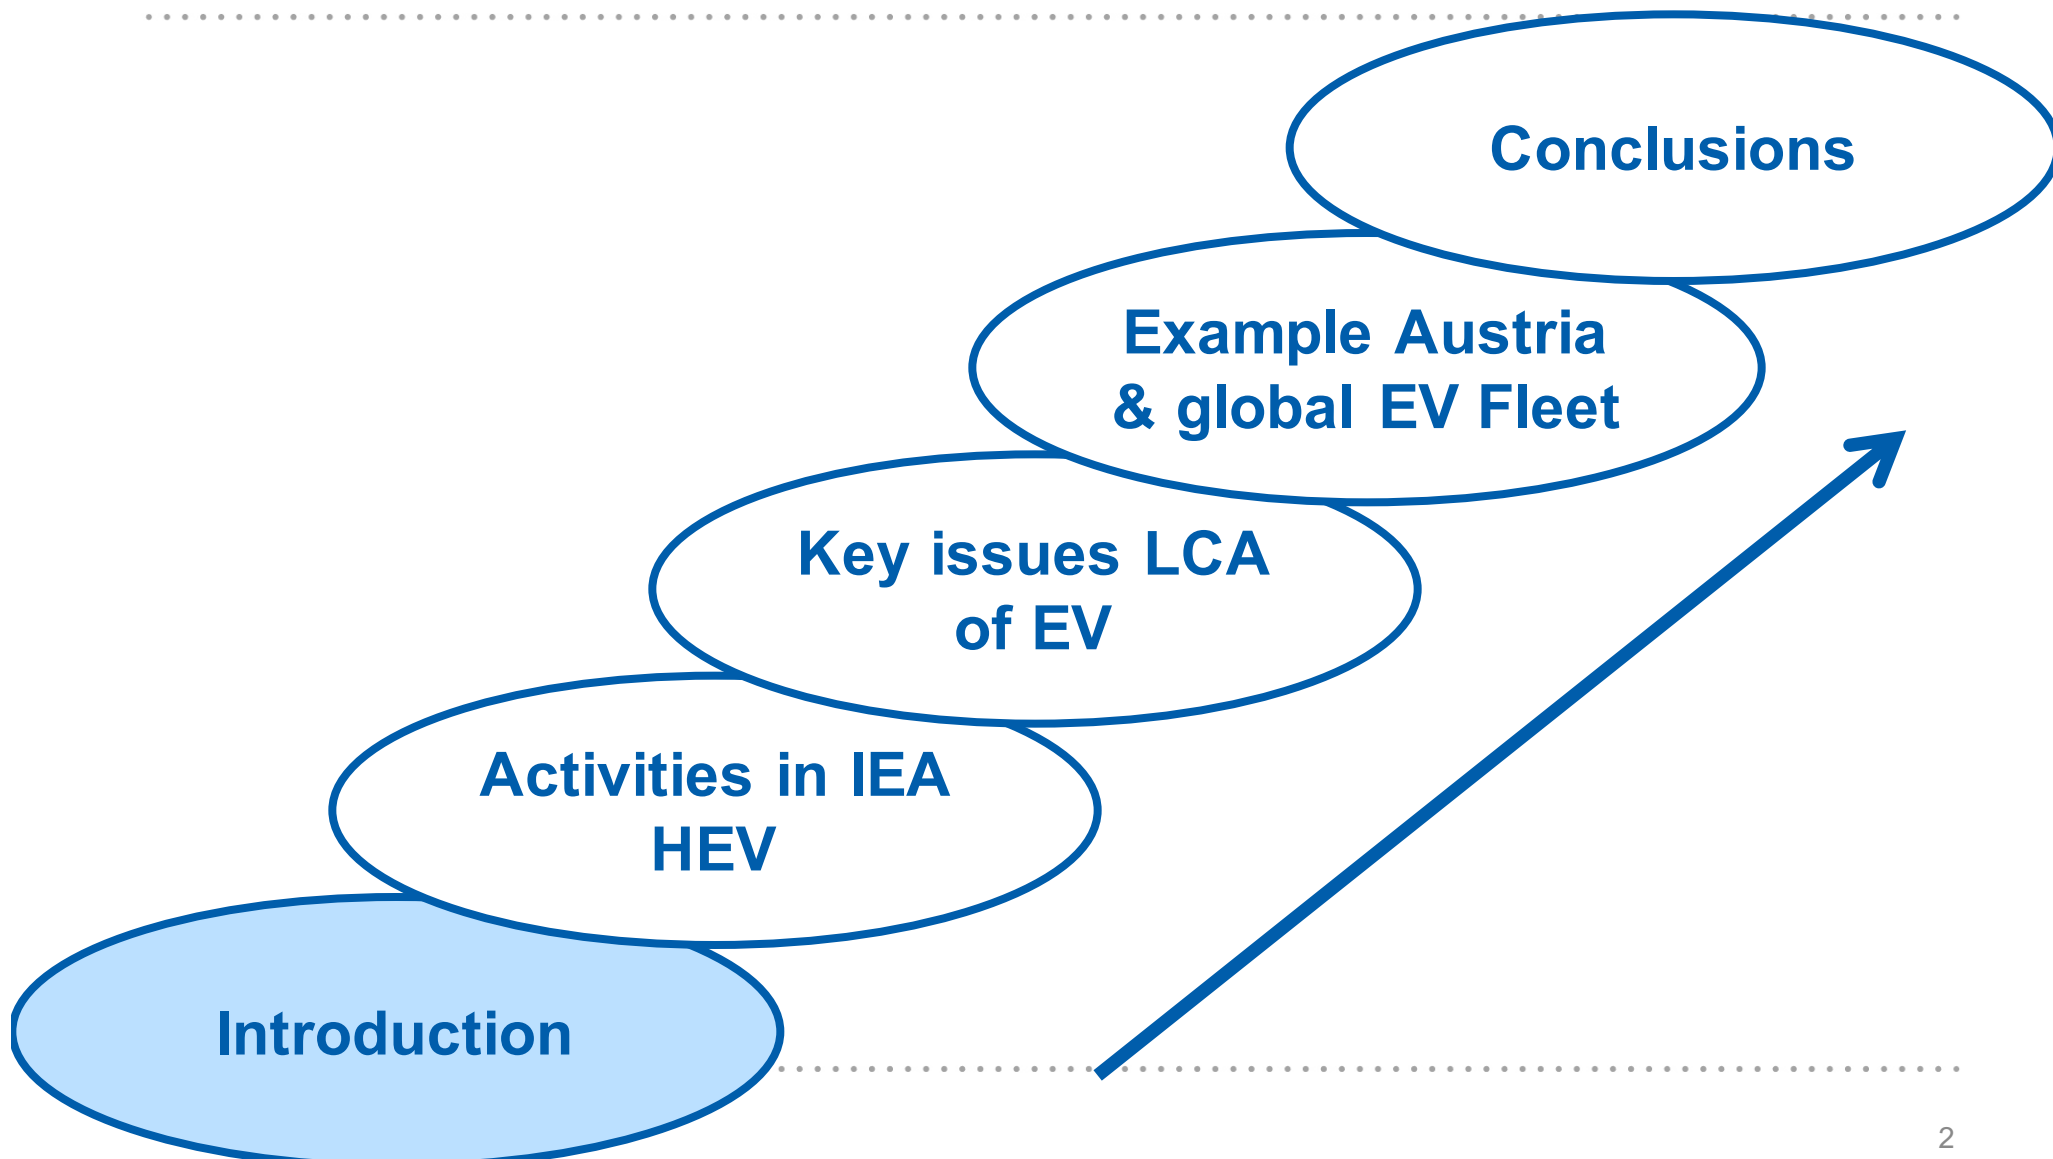 Conclusions
Example Austria
& global EV Fleet
Key issues LCA
of EV
Activities in IEA
HEV
Introduction
2